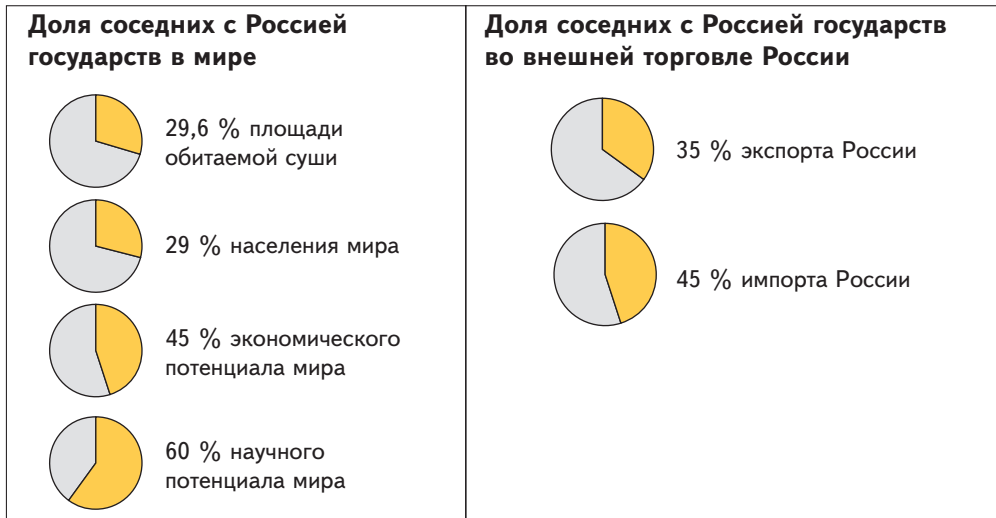 Доля соседних с Россией
государств в мире
29,6 % площади
обитаемой суши
29 % населения мира
45 % экономического
потенциала мира
60 % научного
потенциала мира
Доля соседних с Россией государств
во внешней торговле России
35 % экспорта России
45 % импорта России